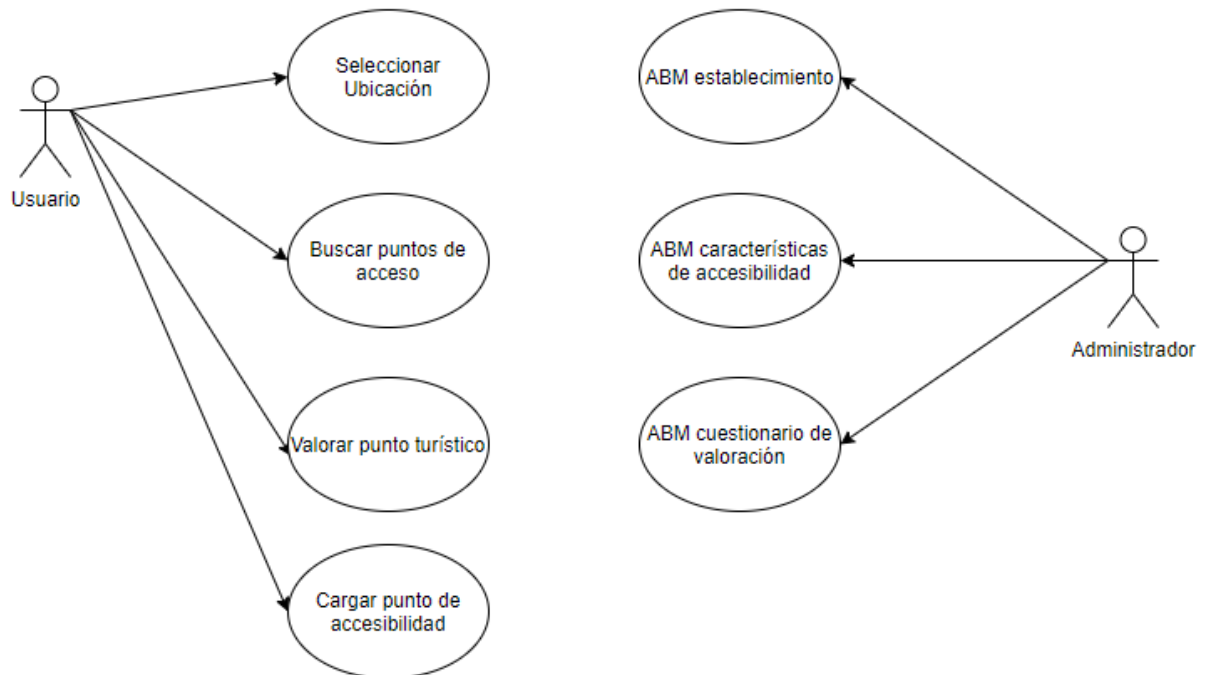 Seleccionar
Ubicación
Usuario
Buscar puntos de
acceso
Valorar punto turístico
Cargar punto de
accesibilidad
ABM establecimiento
ABM características
de accesibilidad
ABM cuestionario de
valoración
Administrador